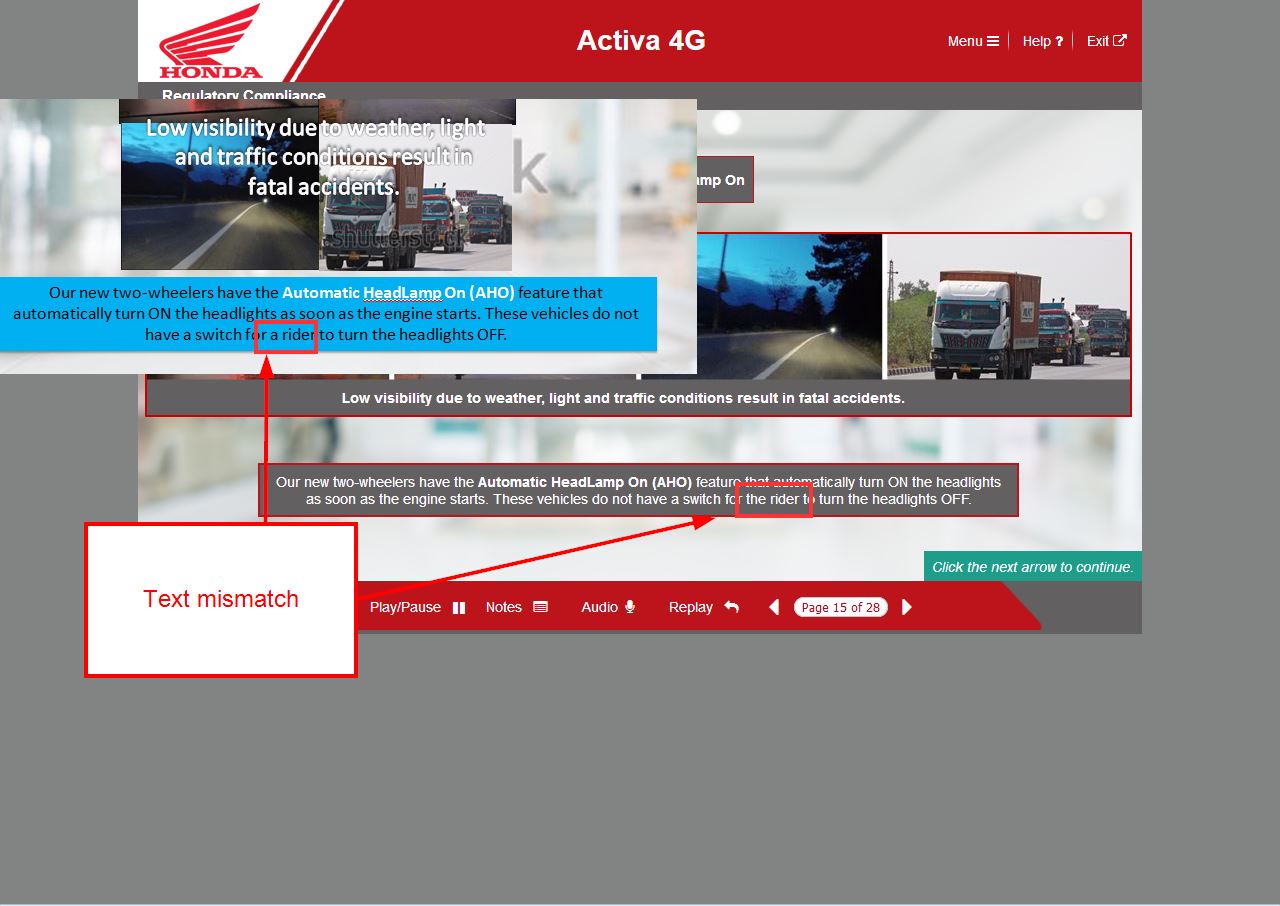 HONDA
Activa 4G
Menu
Help ?
Exit
Regulatory Compliance
Low visibility due to weather, light
and traffic conditions result in
fatal accidents.
k
shutterstock
mp On
Our new two-wheelers have the Automatic HeadLamp On (AHO) feature that
automatically turn ON the headlights as soon as the engine starts. These vehicles do not
have a switch for a rider to turn the headlights OFF.
Low visibility due to weather, light and traffic conditions result in fatal accidents.
Our new two-wheelers have the Automatic HeadLamp On (AHO) feature that automatically turn ON the headlights
as soon as the engine starts. These vehicles do not have a switch for the rider to turn the headlights OFF.
Click the next arrow to continue.
Text mismatch
Play/Pause
Notes
Audio
Replay
Page 15 of 28